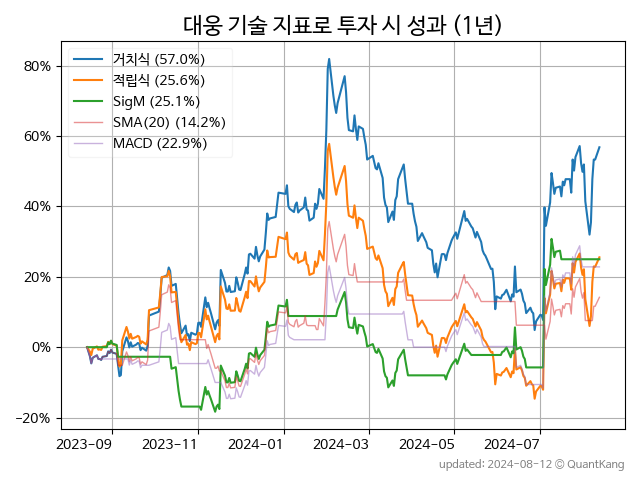 대웅 기술 지표로 투자 시 성과 (1년)
거치식 (57.0%)
적립식 (25.6%)
SigM (25.1%)
SMA(20) (14.2%)
MACD (22.9%)
80%
60%
40%
20%
0%
−20%
2023-09 2023-11 2024-01 2024-03 2024-05 2024-07
updated: 2024-08-12 © QuantKang